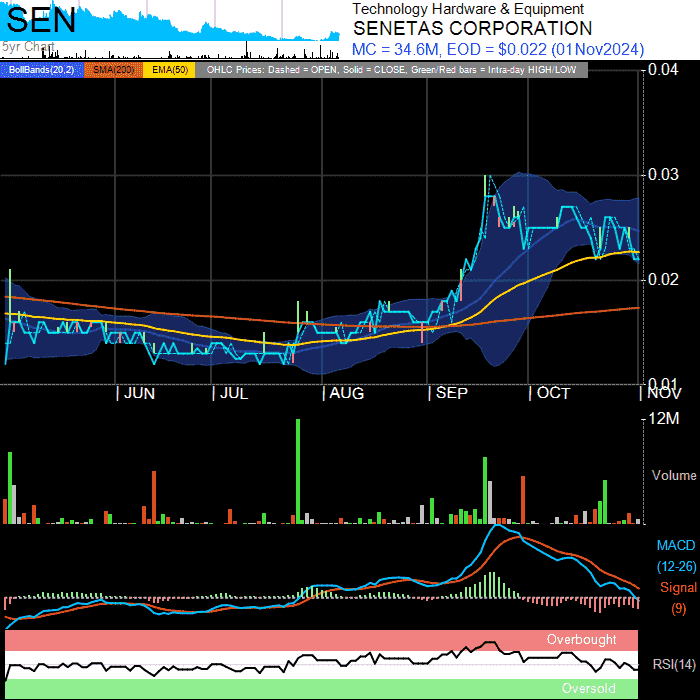 SEN
5yr Chart
Technology Hardware & Equipment
SENETAS CORPORATION
MC = 34.6M, EOD = $0.022 (01Nov2024)
BollBands(20,2) SMA(200) EMA(50) OHLC Prices: Dashed = OPEN, Solid = CLOSE, Green/Red bars = Intra-day HIGH/LOW
0.04
0.03
0.02
0.01
JUN JUL AUG SEP OCT NOV
12M
Volume
MACD
(12-26)
Signal
(9)
Overbought
RSI(14)
Oversold